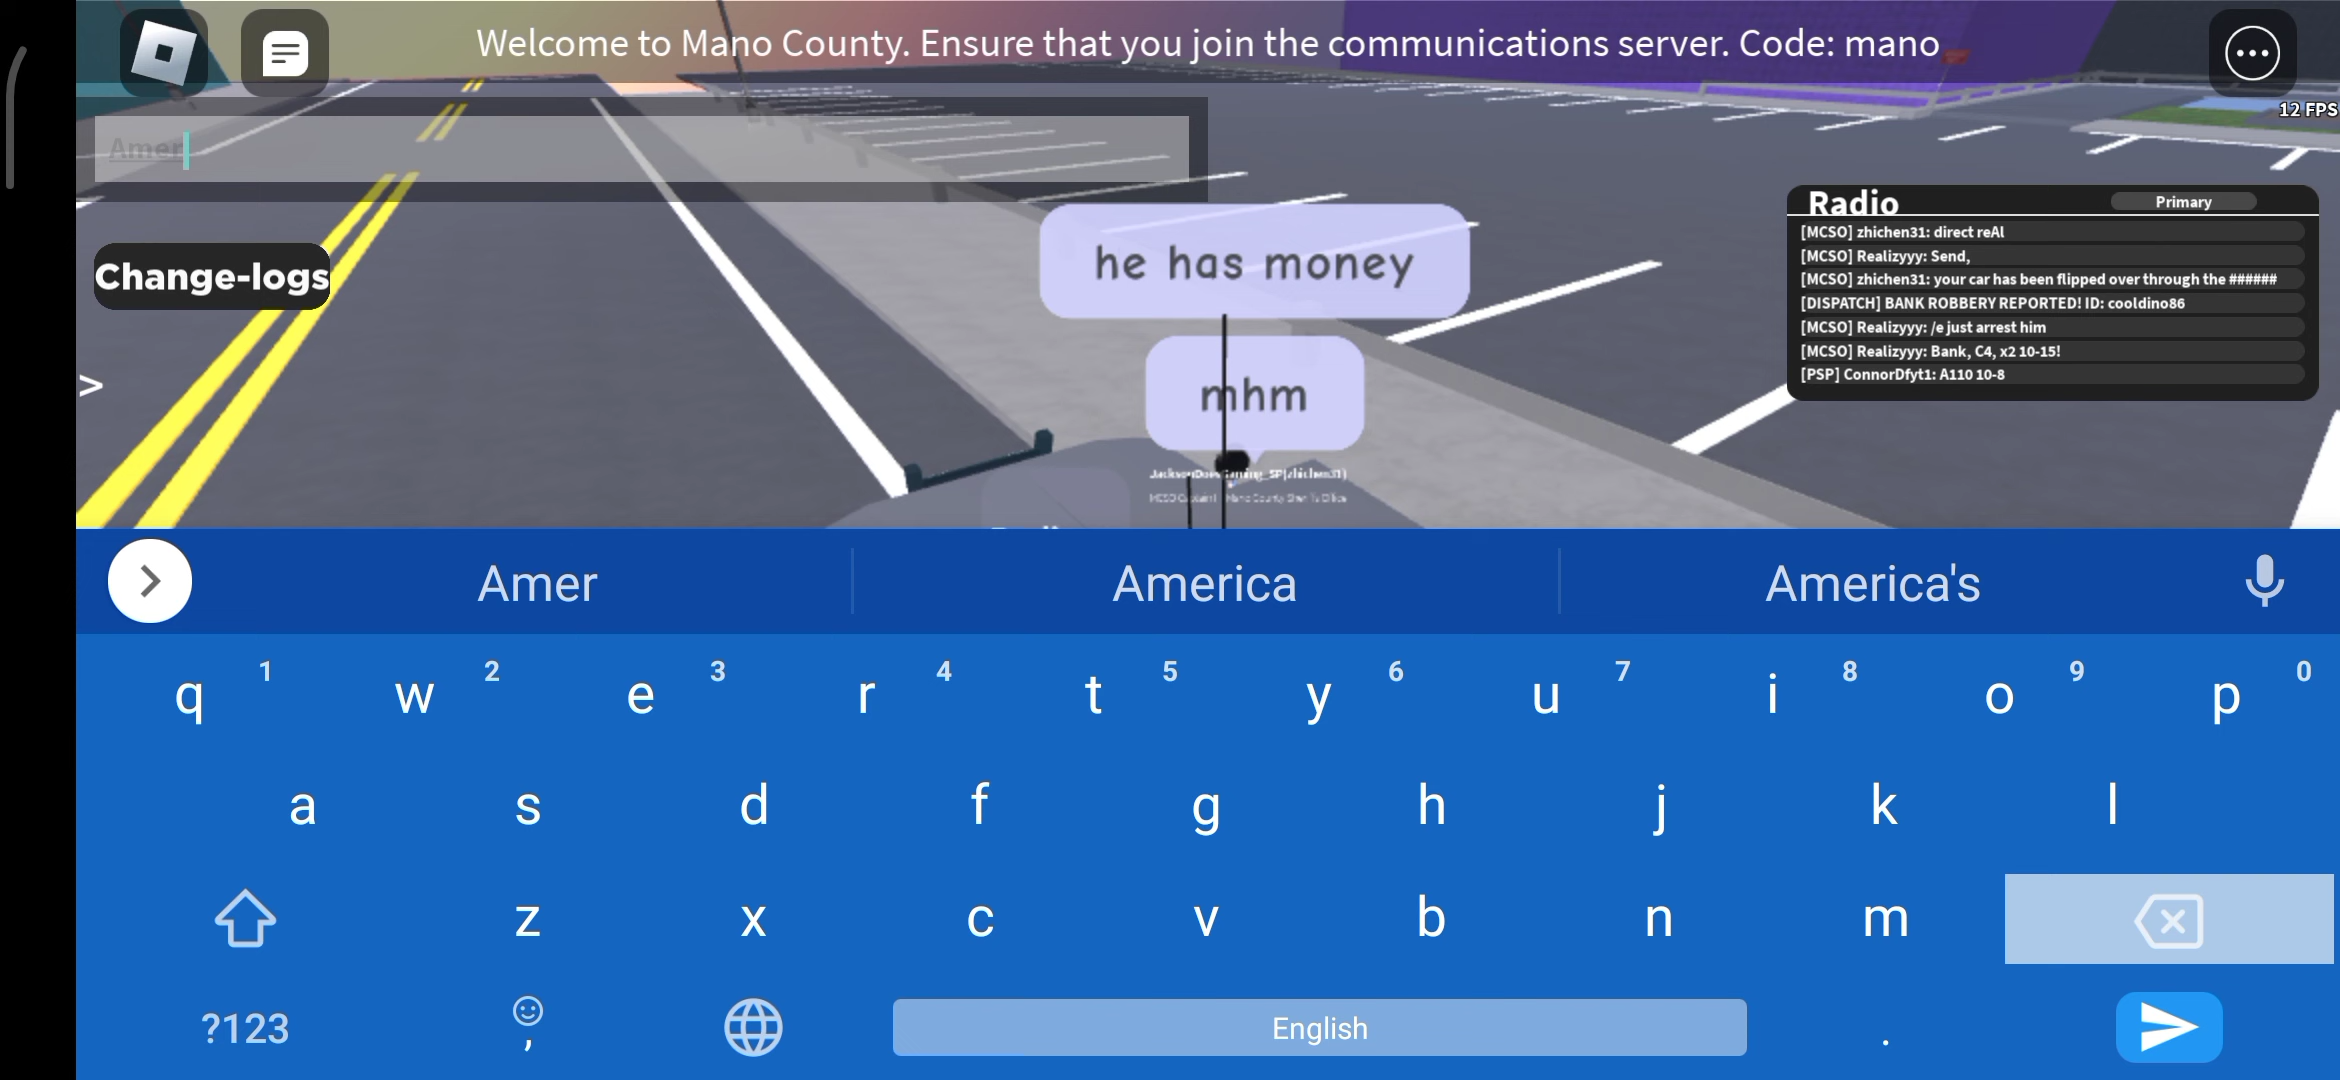 Welcome to Mano County. Ensure that you join the communications server. Code: mano
12 FPS
Amer
Radio
Primary
[MCSO] zhichen31: direct reAl
[MCSO] Realizyyy: Send,
[MCSO] zhichen31: your car has been flipped over through the ######
[DISPATCH] BANK ROBBERY REPORTED! ID: cooldino86
[MCSO] Realizyyy: /e just arrest him
[MCSO] Realizyyy: Bank, C4, x2 10-15!
[PSP] ConnorDfyt1: A110 10-8
Change-logs
he has money
>
mhm
Amer America America's
q 1 w 2 e 3 r 4 t 5 y 6 u 7 i 8 o 9 p 0
a s d f g h j k l
z x c v b n m
?123 , English .